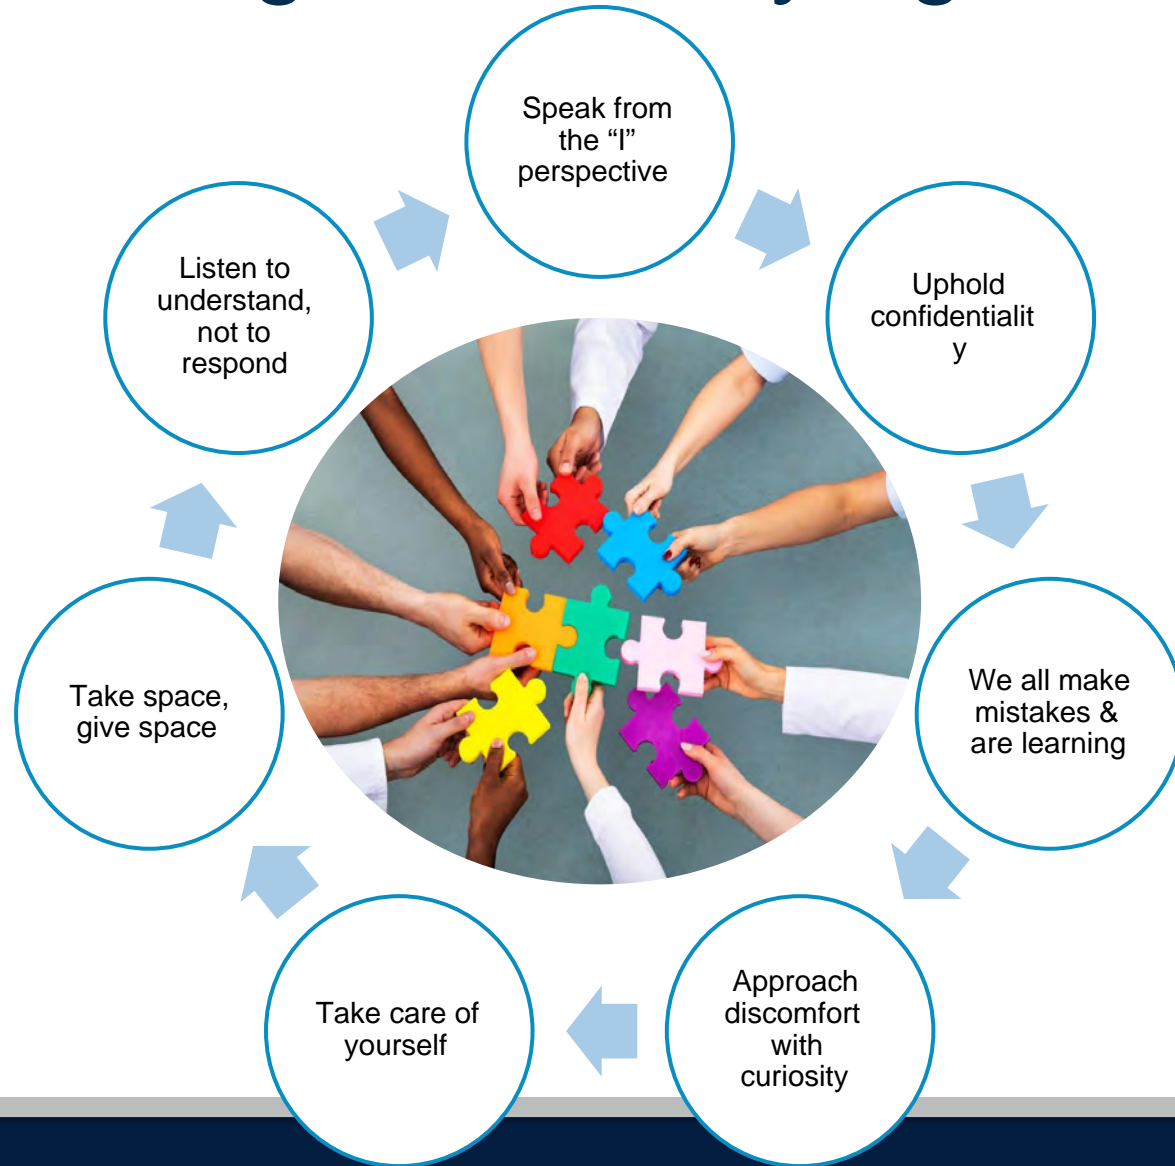 Speak from
the “I”
perspective
Uphold
confidentialit
y
We all make
mistakes &
are learning
Approach
discomfort
with
curiosity
Take care of
yourself
Take space,
give space
Listen to
understand,
not to
respond